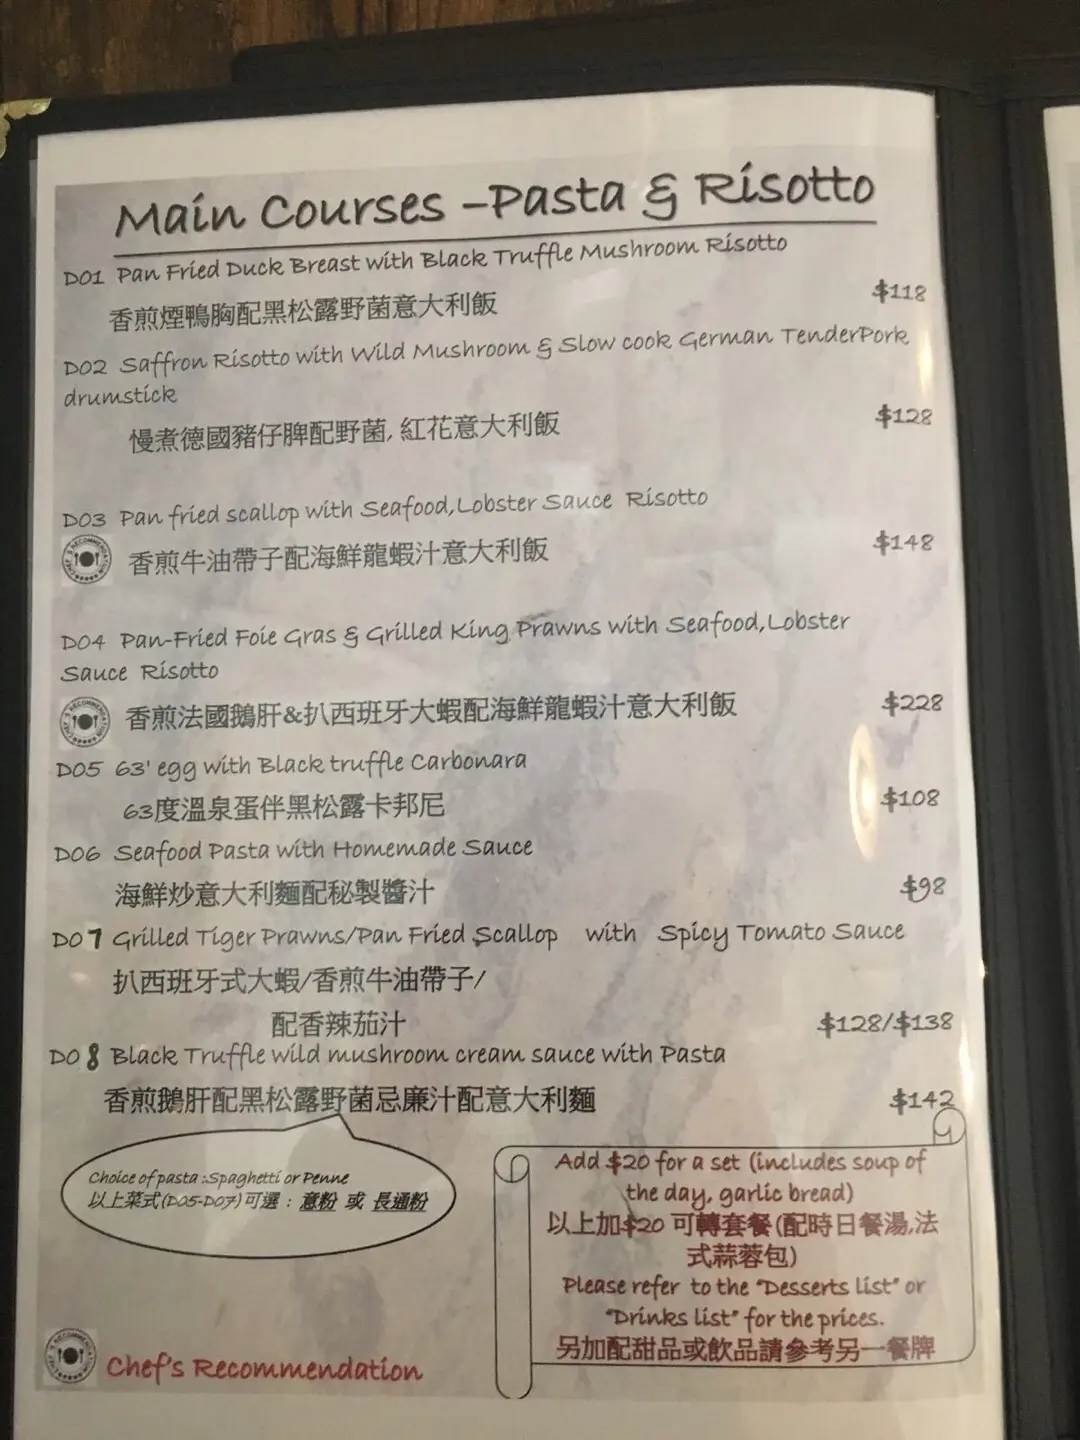 Main Courses -Pasta & Risotto
D01 Pan Fried Duck Breast with Black Truffle Mushroom Risotto
香煎煙鴨胸配黑松露野菌意大利飯 $118
D02 Saffron Risotto with Wild Mushroom & Slow cook German TenderPork
drumstick
慢煮德國豬仔脾配野菌, 紅花意大利飯 $128
D03 Pan fried scallop with Seafood,Lobster Sauce Risotto
香煎牛油帶子配海鮮龍蝦汁意大利飯 $148
D04 Pan-Fried Foie Gras & Grilled King Prawns with Seafood,Lobster
Sauce Risotto
香煎法國鵝肝&扒西班牙大蝦配海鮮龍蝦汁意大利飯 $228
D05 63' egg with Black truffle Carbonara
63度溫泉蛋伴黑松露卡邦尼 $108
D06 Seafood Pasta with Homemade Sauce
海鮮炒意大利麵配秘製醬汁 $98
D07 Grilled Tiger Prawns/Pan Fried Scallop with Spicy Tomato Sauce
扒西班牙式大蝦/香煎牛油帶子/
配香辣茄汁 $128/$138
D08 Black Truffle wild mushroom cream sauce with Pasta
香煎鵝肝配黑松露野菌忌廉汁配意大利麵 $142
Choice of pasta :Spaghetti or Penne
以上菜式(D05-D07)可選 : 意粉 或 長通粉
Add $20 for a set (includes soup of
the day, garlic bread)
以上加$20 可轉套餐(配時日餐湯,法
式蒜蓉包)
Please refer to the "Desserts list" or
"Drinks list" for the prices.
另加配甜品或飲品請參考另一餐牌
Chef's Recommendation